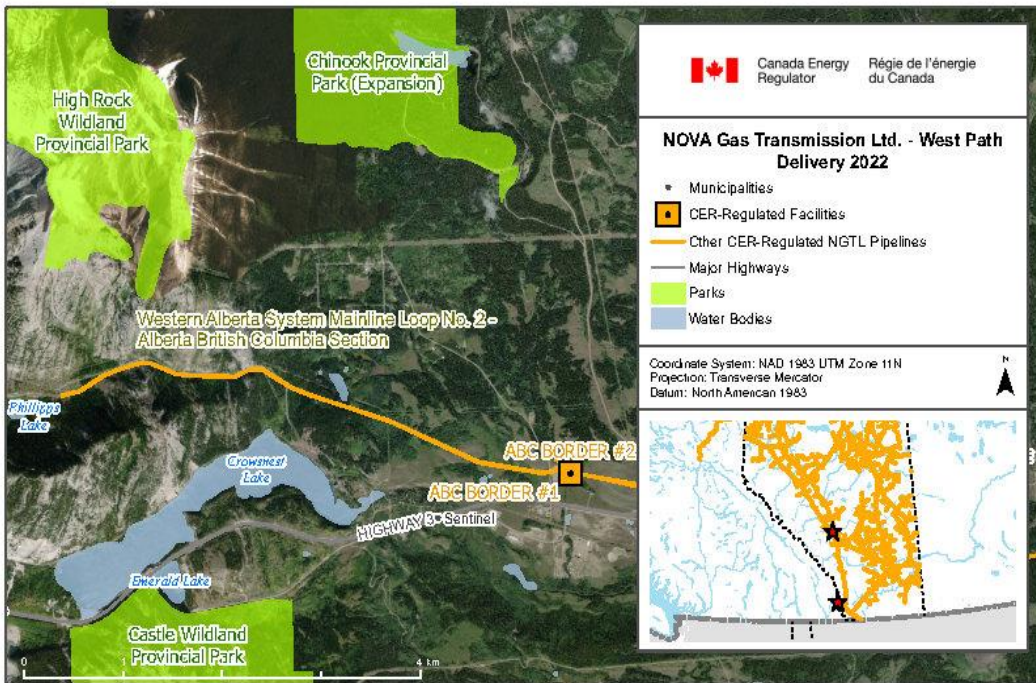 High Rock
Wildland
Provincial Park
Chinook Provincial
Park (Expansion)
Western Alberta System Mainline Loop No. 2 -
Alberta British Columbia Section
Phillipps
Lake
Crowsnest
Lake
ABC BORDER #2
ABC BORDER #1
HIGHWAY 3
Sentinel
Emerald Lake
Castle Wildland
Provincial Park
0
1
4 km
Canada Energy
Regulator
Régie de l'énergie
du Canada
NOVA Gas Transmission Ltd. - West Path
Delivery 2022
Municipalities
CER-Regulated Facilities
Other CER-Regulated NGTL Pipelines
Major Highways
Parks
Water Bodies
Coordinate System: NAD 1983 UTM Zone 11N
Projection: Transverse Mercator
Datum: North American 1983
N